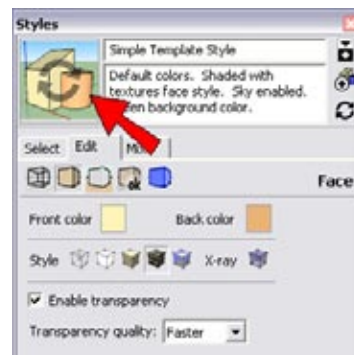 Styles
Simple Template Style
Default colors. Shaded with
textures face style. Sky enabled.
background color.
Select Edit
Face
Front color Back color
Style X-ray
Enable transparency
Transparency quality: Faster